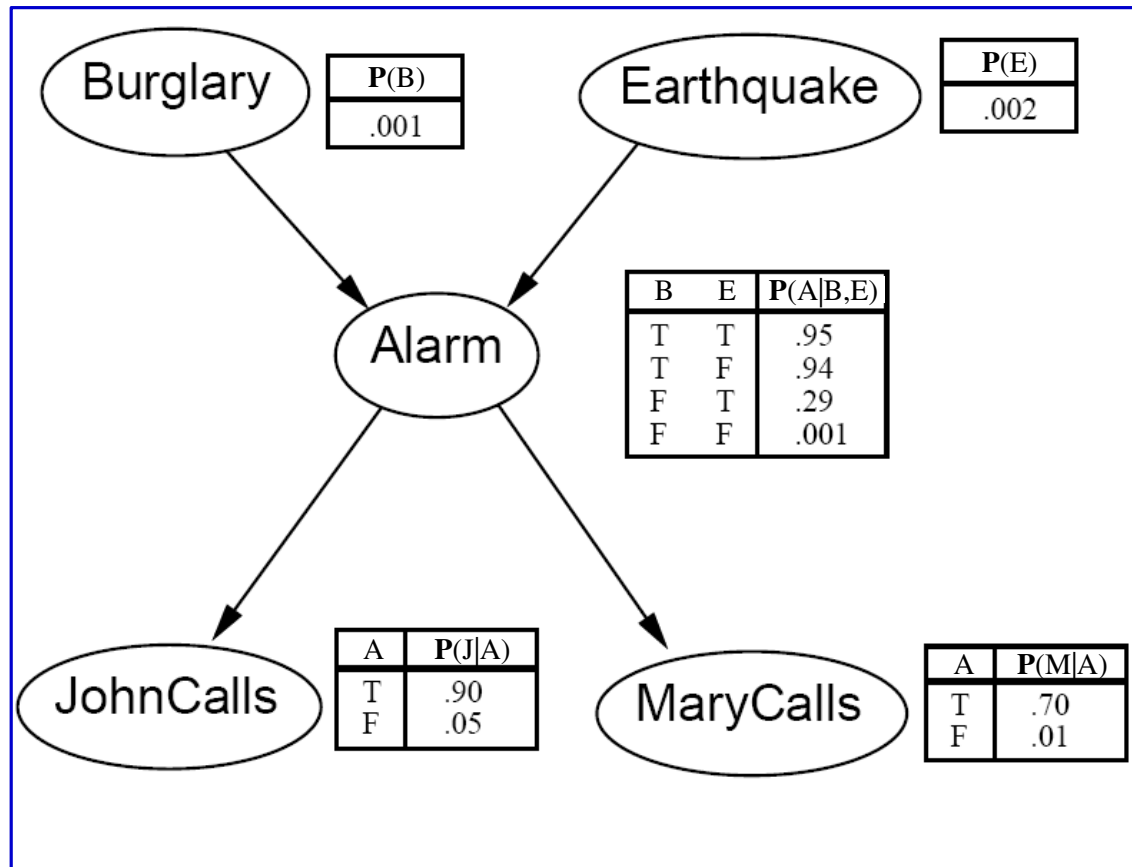 Burglary
P(B)
.001
Earthquake
P(E)
.002
Alarm
B E P(A|B,E)
T T .95
T F .94
F T .29
F F .001
JohnCalls
A P(J|A)
T .90
F .05
MaryCalls
A P(M|A)
T .70
F .01